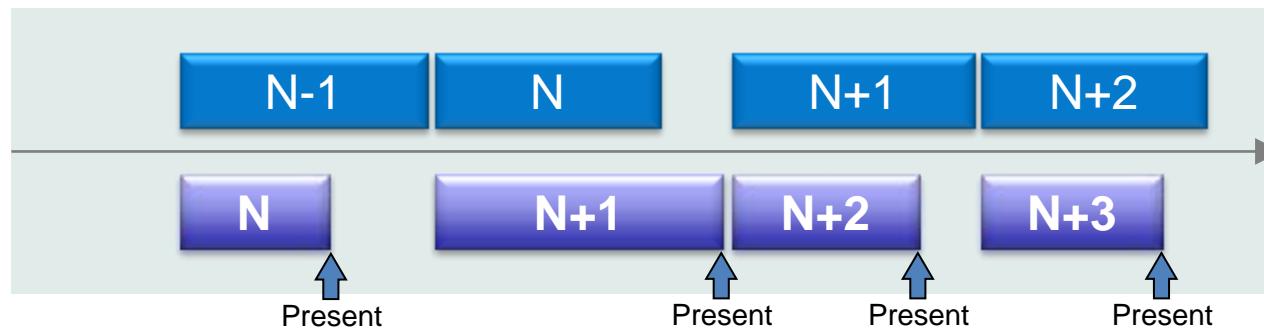 N-1 N N+1 N+2
N N+1 N+2 N+3
Present Present Present Present